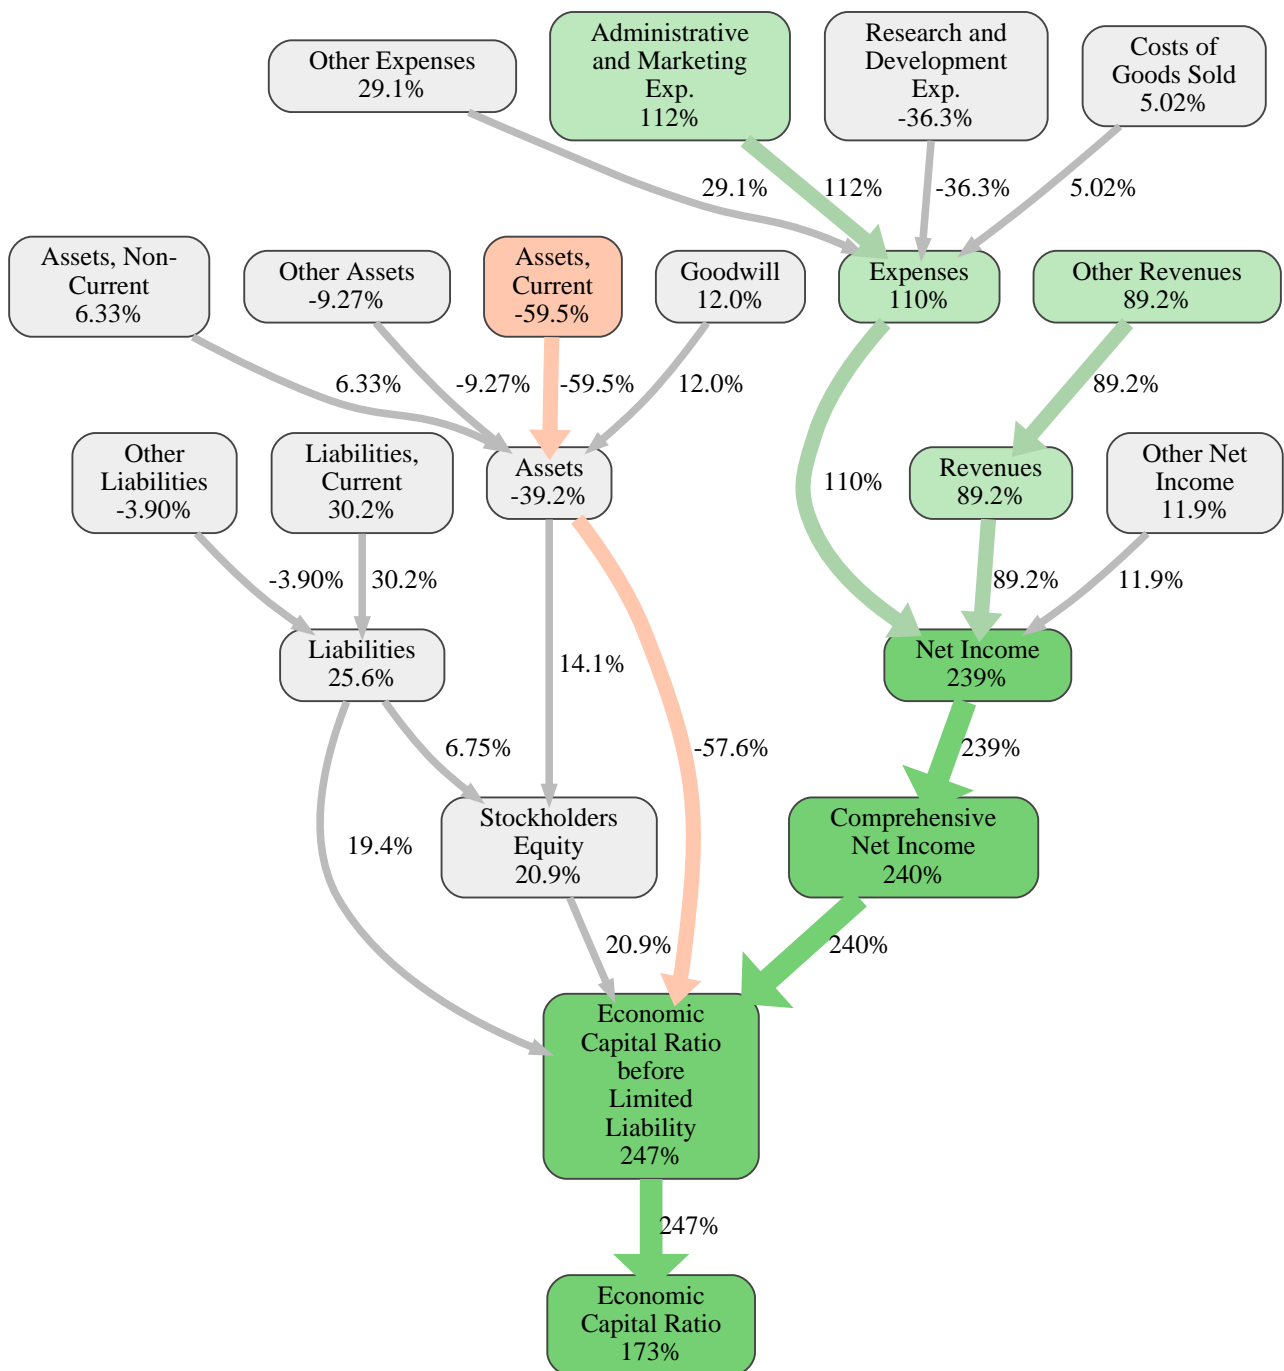 Other Expenses
29.1%
Administrative
and Marketing
Exp.
112%
Research and
Development
Exp.
-36.3%
Costs of
Goods Sold
5.02%
29.1%
112%
-36.3%
5.02%
Assets, Non-
Current
6.33%
Other Assets
-9.27%
Assets,
Current
-59.5%
Goodwill
12.0%
Expenses
110%
Other Revenues
89.2%
6.33%
-9.27%
-59.5%
12.0%
89.2%
Other
Liabilities
-3.90%
Liabilities,
Current
30.2%
Assets
-39.2%
110%
Revenues
89.2%
Other Net
Income
11.9%
-3.90%
30.2%
89.2%
11.9%
Liabilities
25.6%
14.1%
Net Income
239%
6.75%
-57.6%
239%
19.4%
Stockholders
Equity
20.9%
Comprehensive
Net Income
240%
20.9%
240%
Economic
Capital Ratio
before
Limited
Liability
247%
247%
Economic
Capital Ratio
173%